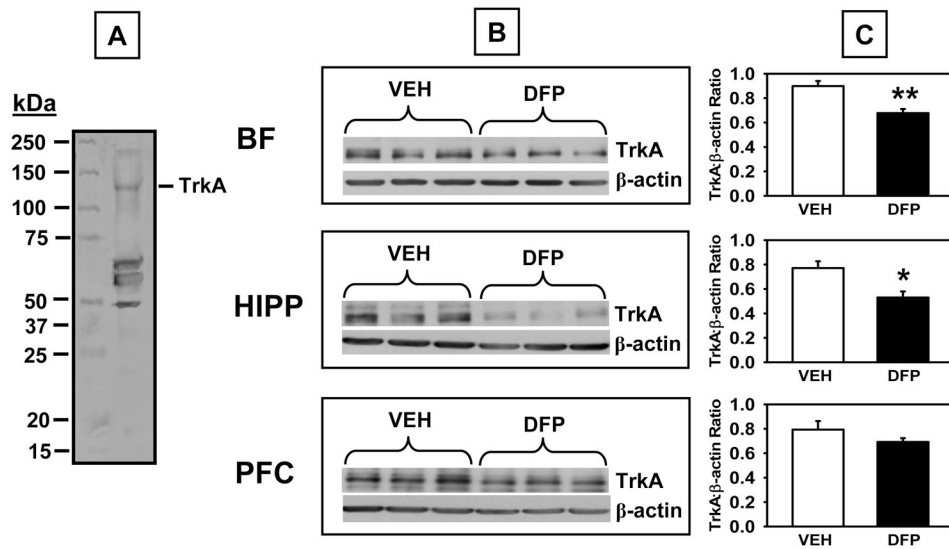 A
kDa
250
150
100
75
50
37
25
20
15
TrkA
B
BF
VEH
DFP
TrkA
β-actin
HIPP
VEH
DFP
TrkA
β-actin
PFC
VEH
DFP
TrkA
β-actin
C
TrkA:β-actin Ratio
1.0
0.8
0.6
0.4
0.2
0.0
**
VEH
DFP
TrkA:β-actin Ratio
1.0
0.8
0.6
0.4
0.2
0.0
*
VEH
DFP
TrkA:β-actin Ratio
1.0
0.8
0.6
0.4
0.2
0.0
VEH
DFP